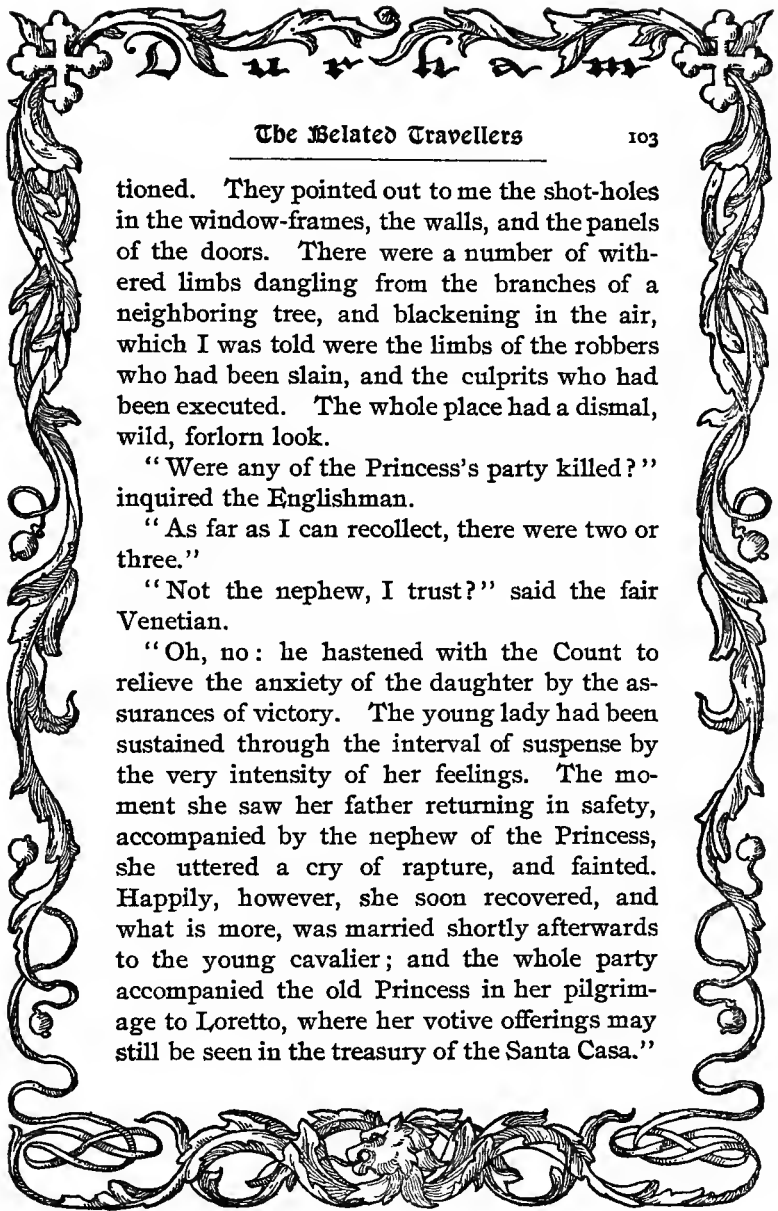 Durham
The Belated Travellers 103
tioned. They pointed out to me the shot-holes
in the window-frames, the walls, and the panels
of the doors. There were a number of with-
ered limbs dangling from the branches of a
neighboring tree, and blackening in the air,
which I was told were the limbs of the robbers
who had been slain, and the culprits who had
been executed. The whole place had a dismal,
wild, forlorn look.
“Were any of the Princess's party killed?”
inquired the Englishman.
“As far as I can recollect, there were two or
three.”
“Not the nephew, I trust?” said the fair
Venetian.
“Oh, no: he hastened with the Count to
relieve the anxiety of the daughter by the as-
surances of victory. The young lady had been
sustained through the interval of suspense by
the very intensity of her feelings. The mo-
ment she saw her father returning in safety,
accompanied by the nephew of the Princess,
she uttered a cry of rapture, and fainted.
Happily, however, she soon recovered, and
what is more, was married shortly afterwards
to the young cavalier; and the whole party
accompanied the old Princess in her pilgrim-
age to Loretto, where her votive offerings may
still be seen in the treasury of the Santa Casa.”